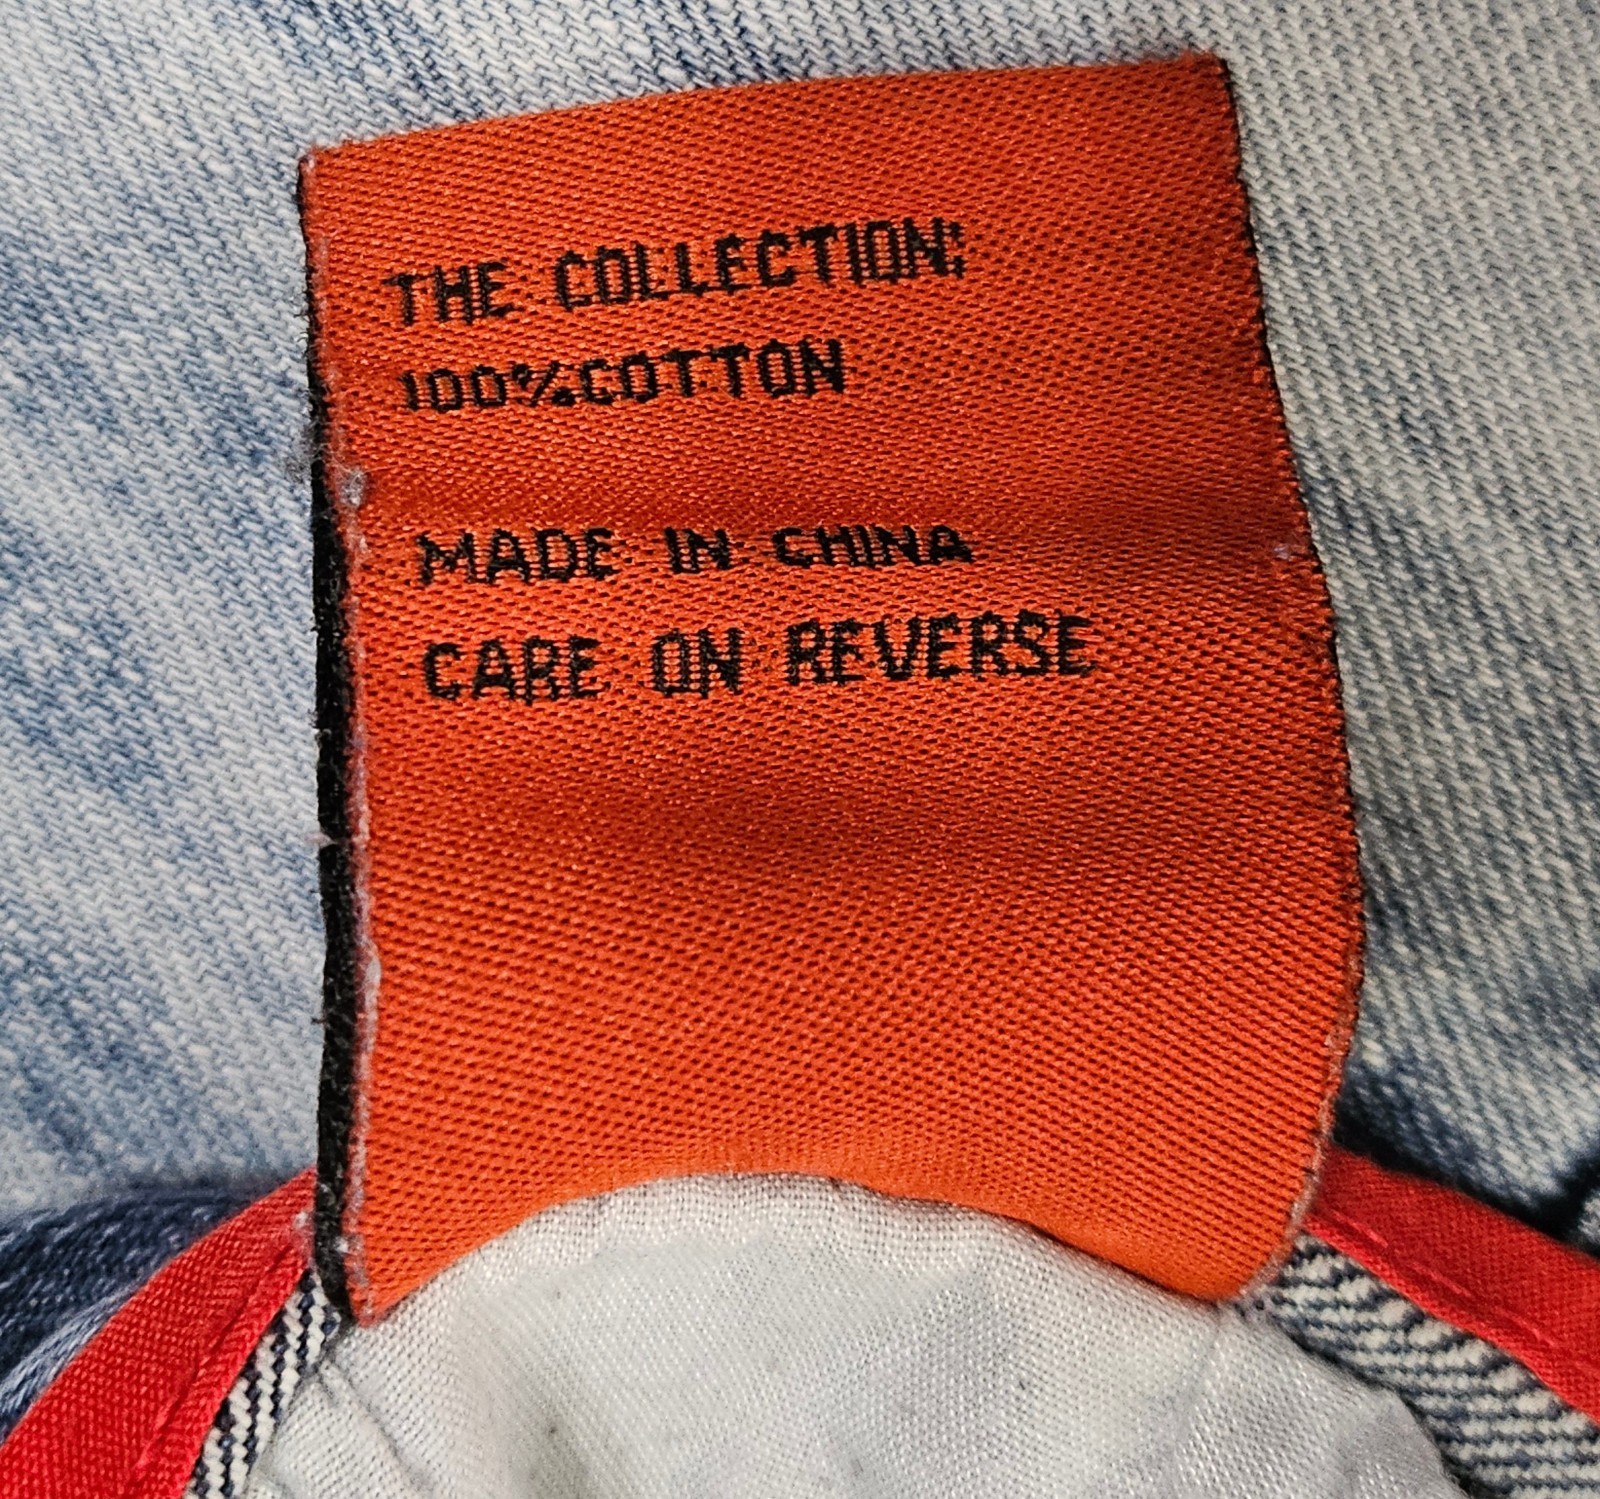 THE COLLECTION:
100%COTTON
MADE IN CHINA
CARE ON REVERSE